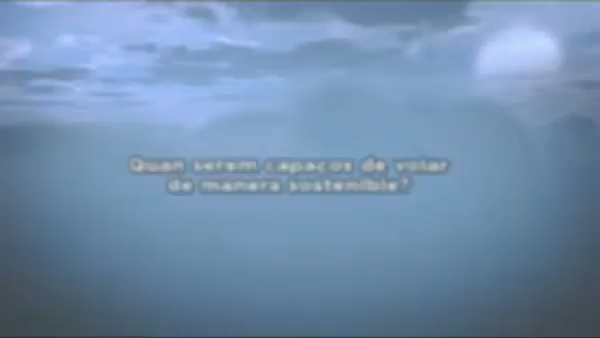 Quan serem capaços de volar
de manera sostenible?